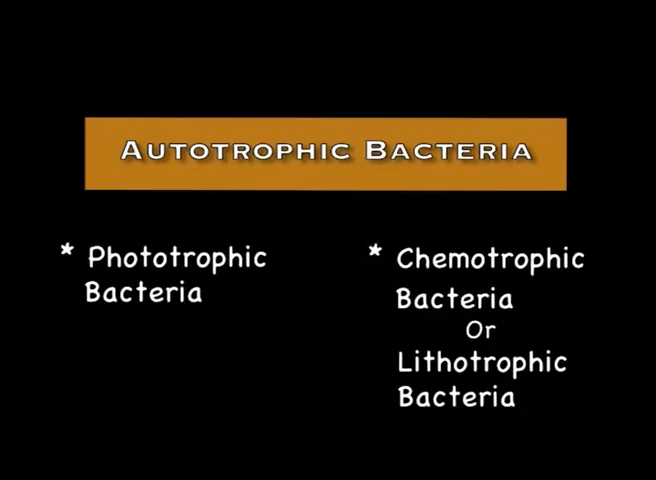 AUTOTROPHIC BACTERIA
* Phototrophic
Bacteria
* Chemotrophic
Bacteria
Or
Lithotrophic
Bacteria